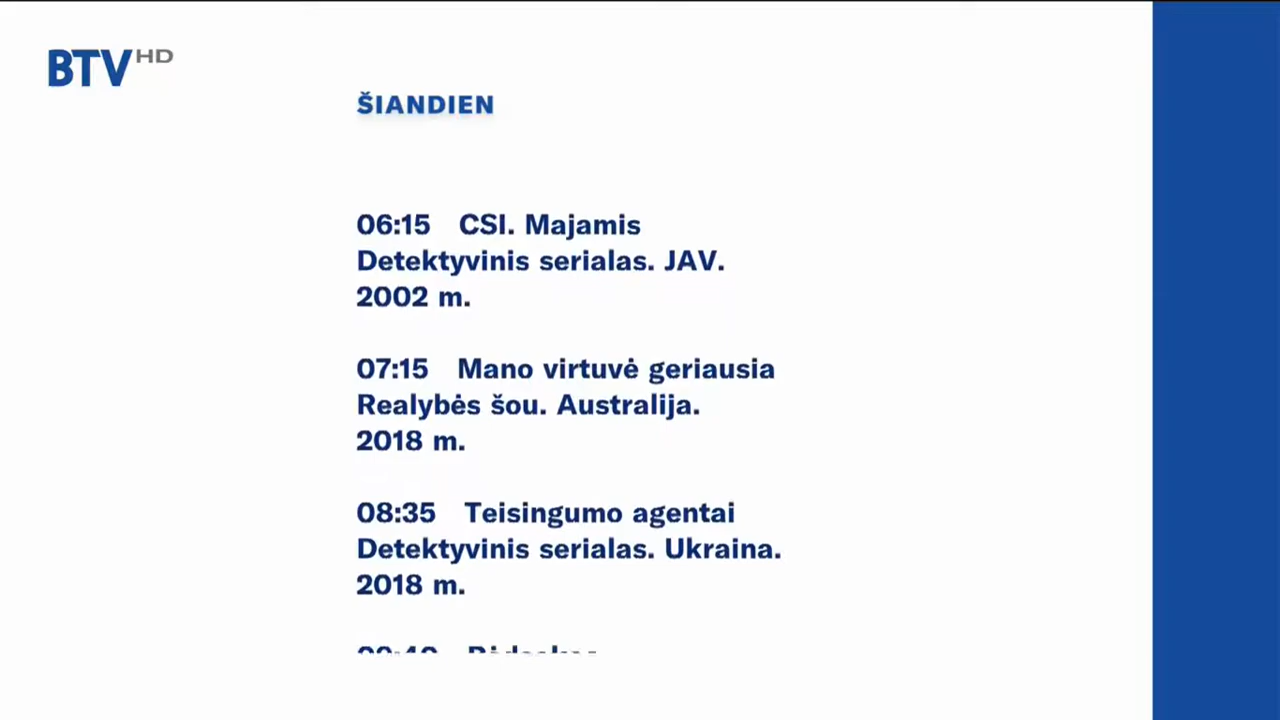 BTV HD
ŠIANDIEN
06:15 CSI. Majamis
Detektyvinis serialas. JAV.
2002 m.
07:15 Mano virtuvė geriausia
Realybės šou. Australija.
2018 m.
08:35 Teisingumo agentai
Detektyvinis serialas. Ukraina.
2018 m.